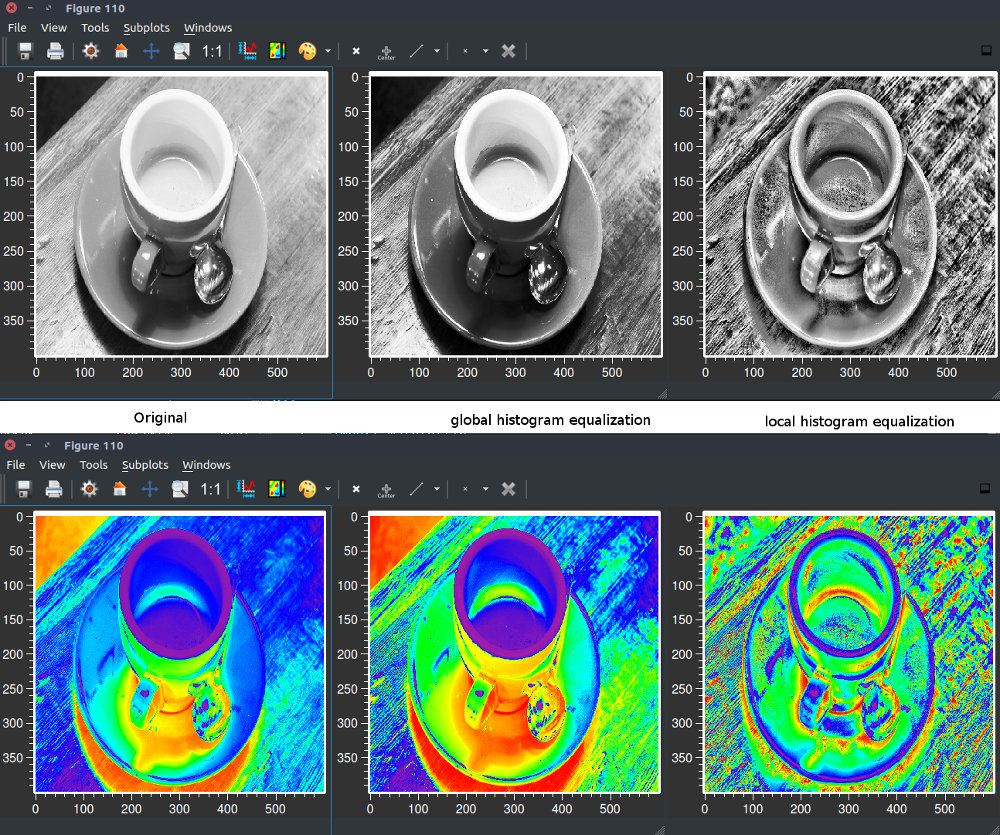 Figure 110
File View Tools Subplots Windows
1:1 Center
0 0 0
50 50 50
100 100 100
150 150 150
200 200 200
250 250 250
300 300 300
350 350 350
0 100 200 300 400 500 0 100 200 300 400 500 0 100 200 300 400 500
Original global histogram equalization local histogram equalization
Figure 110
File View Tools Subplots Windows
1:1 Center
0 0 0
50 50 50
100 100 100
150 150 150
200 200 200
250 250 250
300 300 300
350 350 350
0 100 200 300 400 500 0 100 200 300 400 500 0 100 200 300 400 500